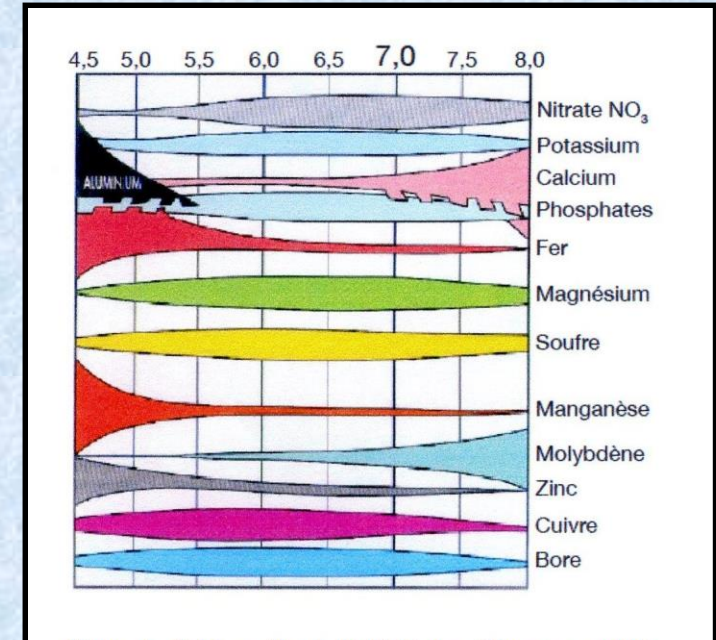 4,5 5,0 5,5 6,0 6,5 7,0 7,5 8,0
Nitrate NO₃
Potassium
ALUMINIUM
Calcium
Phosphates
Fer
Magnésium
Soufre
Manganèse
Molybdène
Zinc
Cuivre
Bore